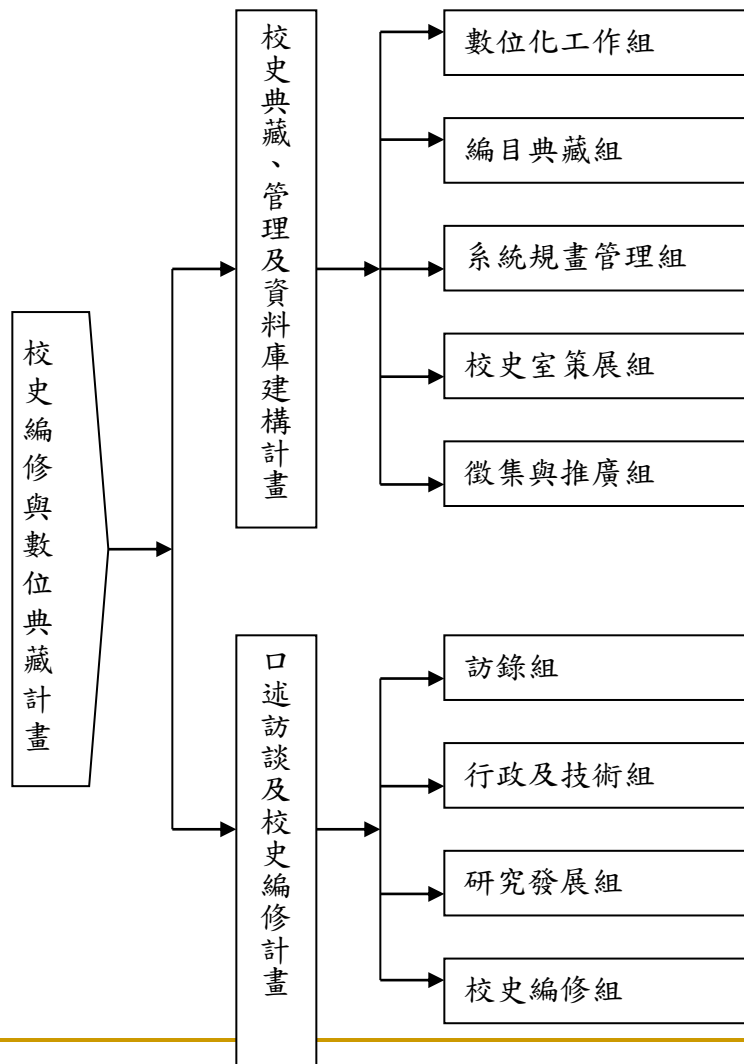 校史編修與數位典藏計畫
校史典藏、管理及資料庫建構計畫
數位化工作組
編目典藏組
系統規畫管理組
校史室策展組
徵集與推廣組
口述訪談及校史編修計畫
訪錄組
行政及技術組
研究發展組
校史編修組